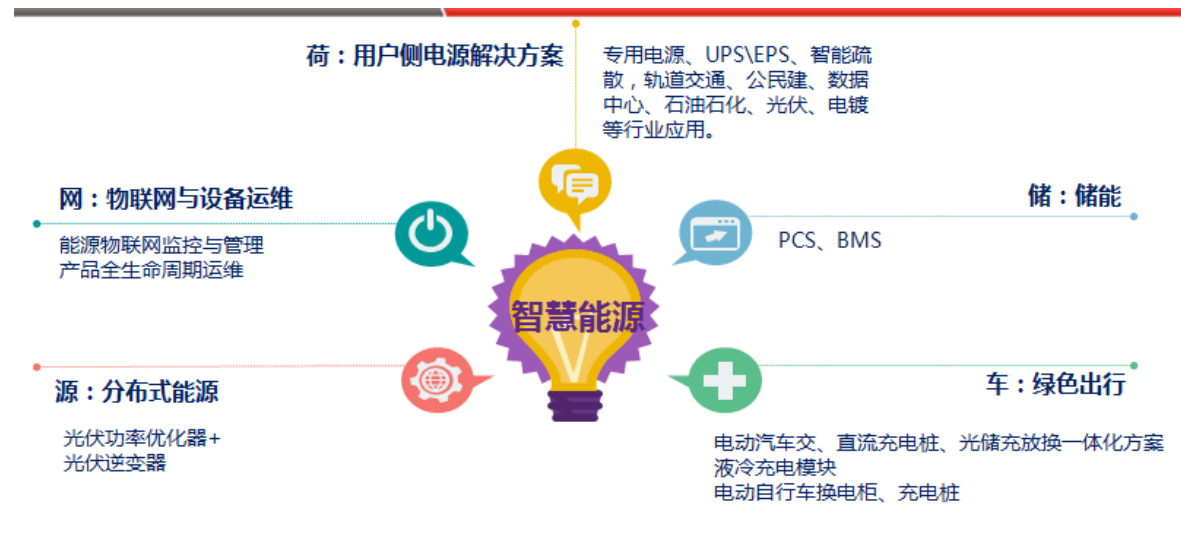 荷：用户侧电源解决方案
专用电源、UPS\EPS、智能疏
散，轨道交通、公民建、数据
中心、石油石化、光伏、电镀
等行业应用。
网：物联网与设备运维
能源物联网监控与管理
产品全生命周期运维
储：储能
PCS、BMS
智慧能源
源：分布式能源
光伏功率优化器+
光伏逆变器
车：绿色出行
电动汽车交、直流充电桩、光储充放换一体化方案
液冷充电模块
电动自行车换电柜、充电桩